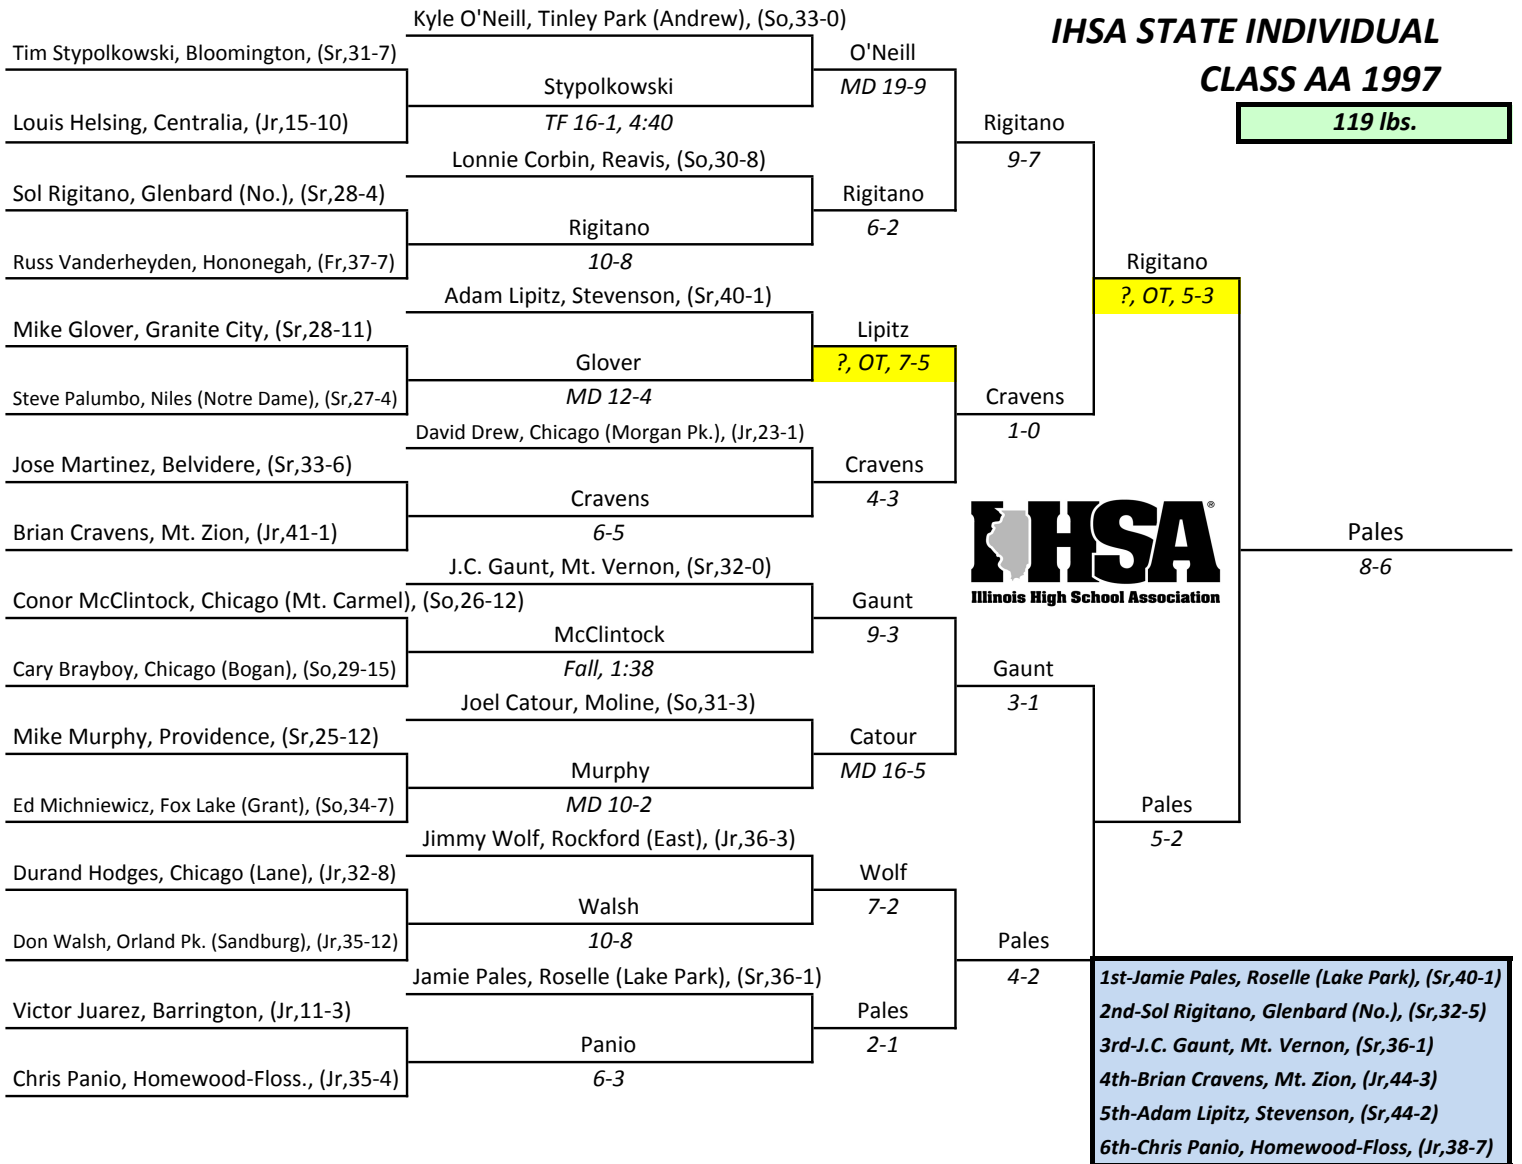 Kyle O'Neill, Tinley Park (Andrew), (So,33-0)
IHSA STATE INDIVIDUAL
CLASS AA 1997
119 lbs.
Tim Stypolkowski, Bloomington, (Sr,31-7)
O'Neill
Stypolkowski
MD 19-9
Louis Helsing, Centralia, (Jr,15-10)
TF 16-1, 4:40
Rigitano
9-7
Lonnie Corbin, Reavis, (So,30-8)
Sol Rigitano, Glenbard (No.), (Sr,28-4)
Rigitano
Rigitano
6-2
Russ Vanderheyden, Hononegah, (Fr,37-7)
10-8
Rigitano
?, OT, 5-3
Adam Lipitz, Stevenson, (Sr,40-1)
Mike Glover, Granite City, (Sr,28-11)
Lipitz
Glover
?, OT, 7-5
Steve Palumbo, Niles (Notre Dame), (Sr,27-4)
MD 12-4
Cravens
1-0
David Drew, Chicago (Morgan Pk.), (Jr,23-1)
Jose Martinez, Belvidere, (Sr,33-6)
Cravens
Cravens
4-3
Brian Cravens, Mt. Zion, (Jr,41-1)
6-5
IHSA®
Illinois High School Association
Pales
8-6
J.C. Gaunt, Mt. Vernon, (Sr,32-0)
Conor McClintock, Chicago (Mt. Carmel), (So,26-12)
Gaunt
McClintock
9-3
Cary Brayboy, Chicago (Bogan), (So,29-15)
Fall, 1:38
Gaunt
3-1
Joel Catour, Moline, (So,31-3)
Mike Murphy, Providence, (Sr,25-12)
Catour
Murphy
MD 16-5
Ed Michniewicz, Fox Lake (Grant), (So,34-7)
MD 10-2
Pales
5-2
Jimmy Wolf, Rockford (East), (Jr,36-3)
Durand Hodges, Chicago (Lane), (Jr,32-8)
Wolf
Walsh
7-2
Don Walsh, Orland Pk. (Sandburg), (Jr,35-12)
10-8
Pales
4-2
Jamie Pales, Roselle (Lake Park), (Sr,36-1)
Victor Juarez, Barrington, (Jr,11-3)
Pales
Panio
2-1
Chris Panio, Homewood-Floss., (Jr,35-4)
6-3
1st-Jamie Pales, Roselle (Lake Park), (Sr,40-1)
2nd-Sol Rigitano, Glenbard (No.), (Sr,32-5)
3rd-J.C. Gaunt, Mt. Vernon, (Sr,36-1)
4th-Brian Cravens, Mt. Zion, (Jr,44-3)
5th-Adam Lipitz, Stevenson, (Sr,44-2)
6th-Chris Panio, Homewood-Floss, (Jr,38-7)